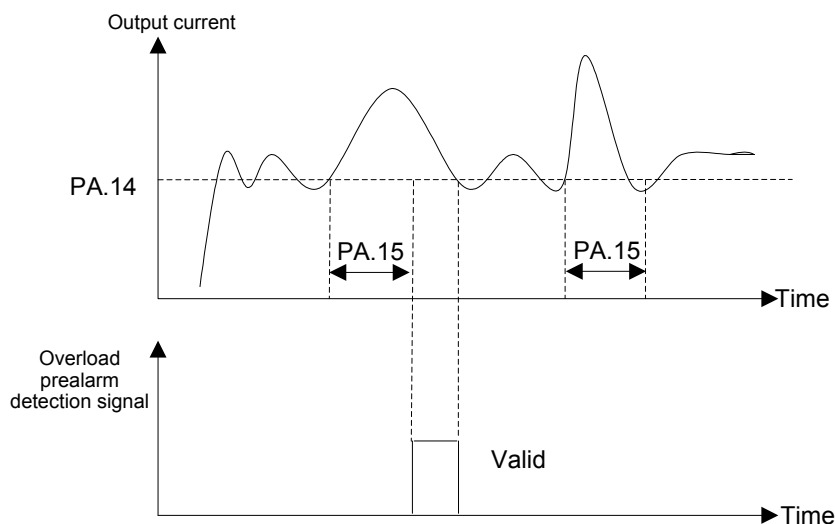 Output current
PA.14
PA.15
PA.15
Time
Overload
prealarm
detection signal
Valid
Time